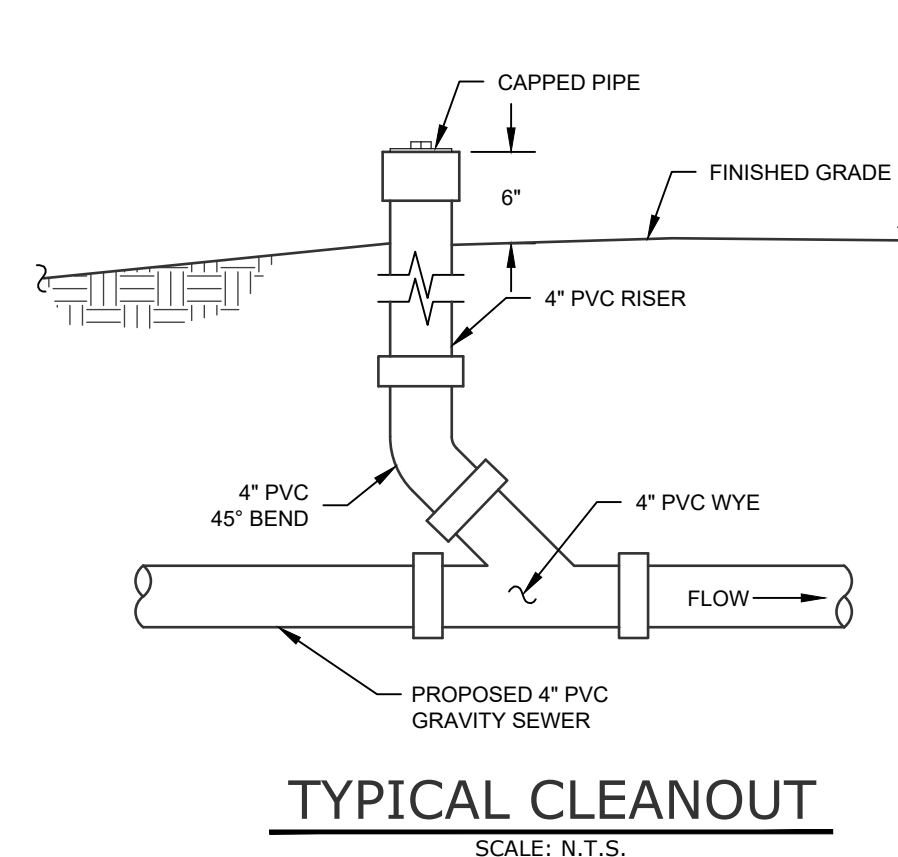 CAPPED PIPE
FINISHED GRADE
6"
4" PVC RISER
4" PVC
45° BEND
4" PVC WYE
FLOW
PROPOSED 4" PVC
GRAVITY SEWER
TYPICAL CLEANOUT
SCALE: N.T.S.